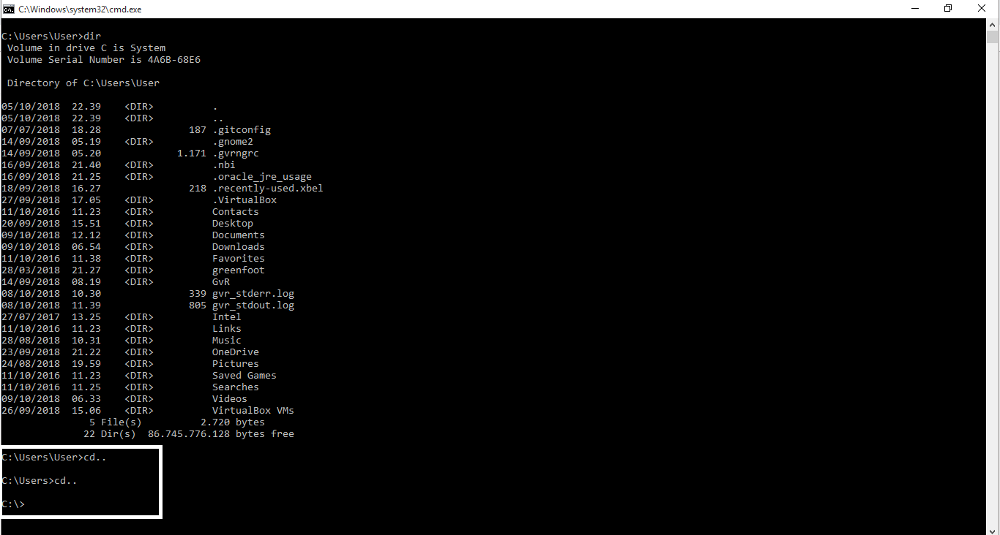 C:\Windows\system32\cmd.exe
C:\Users\User>dir
 Volume in drive C is System
 Volume Serial Number is 4A6B-68E6
 Directory of C:\Users\User
05/10/2018  22.39    <DIR>          .
05/10/2018  22.39    <DIR>          ..
07/07/2018  18.28               187 .gitconfig
14/09/2018  05.19    <DIR>          .gnome2
14/09/2018  05.20             1.171 .gvrngrc
16/09/2018  21.40    <DIR>          .nbi
16/09/2018  21.25    <DIR>          .oracle_jre_usage
18/09/2018  16.27               218 .recently-used.xbel
27/09/2018  17.05    <DIR>          .VirtualBox
11/10/2016  11.23    <DIR>          Contacts
20/09/2018  15.51    <DIR>          Desktop
09/10/2018  12.12    <DIR>          Documents
09/10/2018  06.54    <DIR>          Downloads
11/10/2016  11.38    <DIR>          Favorites
28/03/2018  21.27    <DIR>          greenfoot
14/09/2018  08.19    <DIR>          GvR
08/10/2018  10.30               339 gvr_stderr.log
08/10/2018  11.39               805 gvr_stdout.log
27/07/2017  13.25    <DIR>          Intel
11/10/2016  11.23    <DIR>          Links
28/08/2018  10.31    <DIR>          Music
23/09/2018  21.22    <DIR>          OneDrive
24/08/2018  19.59    <DIR>          Pictures
11/10/2016  11.23    <DIR>          Saved Games
11/10/2016  11.25    <DIR>          Searches
09/10/2018  06.33    <DIR>          Videos
26/09/2018  15.06    <DIR>          VirtualBox VMs
               5 File(s)          2.720 bytes
              22 Dir(s)  86.745.776.128 bytes free
C:\Users\User>cd..
C:\Users>cd..
C:\>